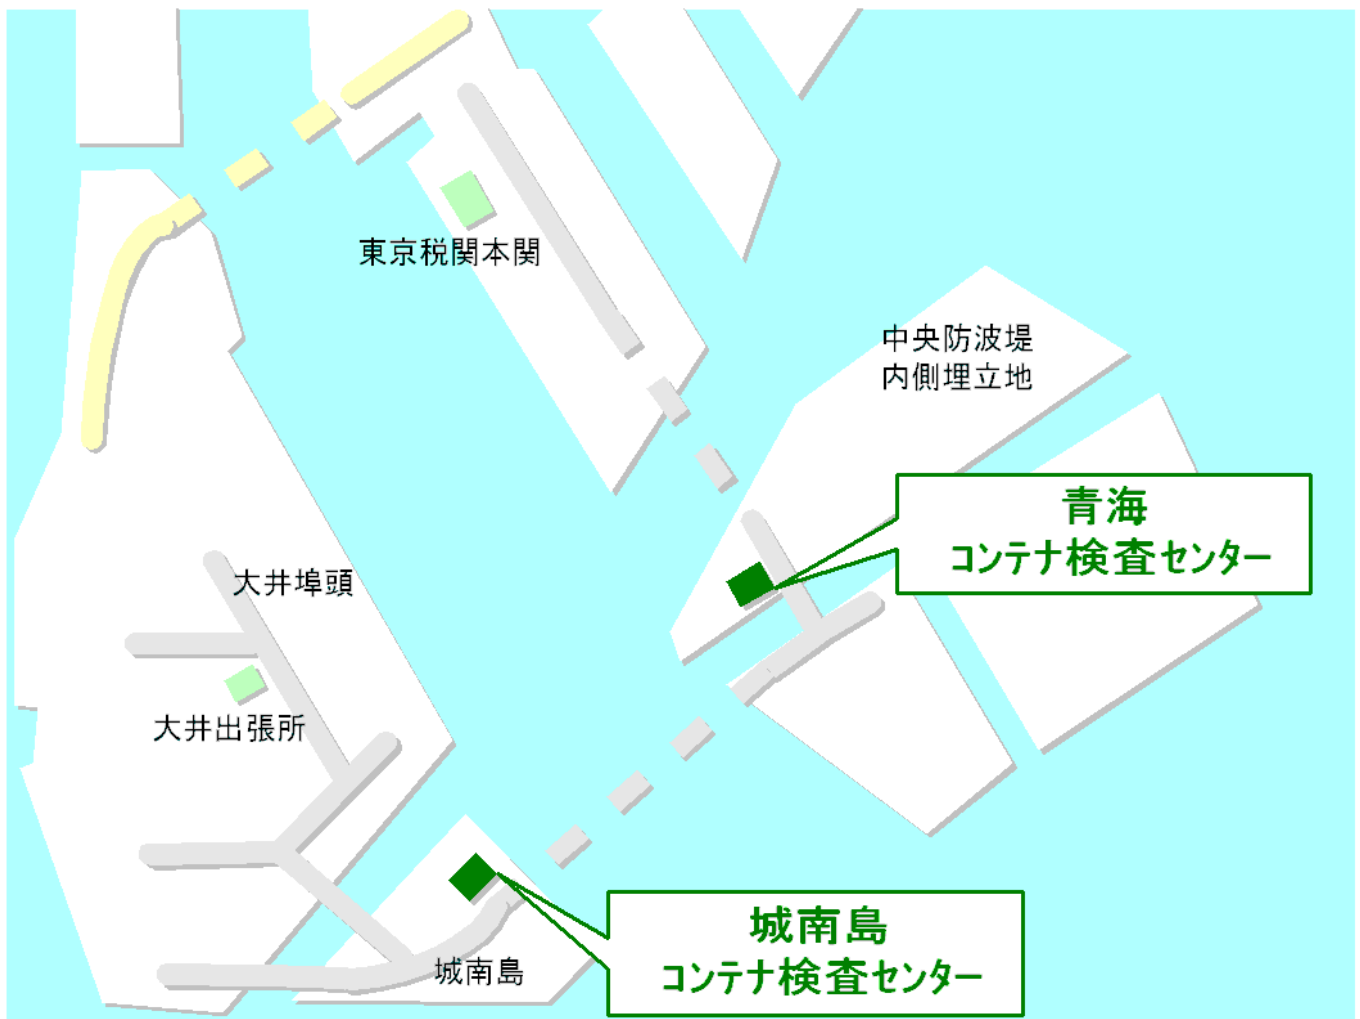 東京税関本関
中央防波堤
内側埋立地
青海
コンテナ検査センター
大井埠頭
大井出張所
城南島
コンテナ検査センター
城南島